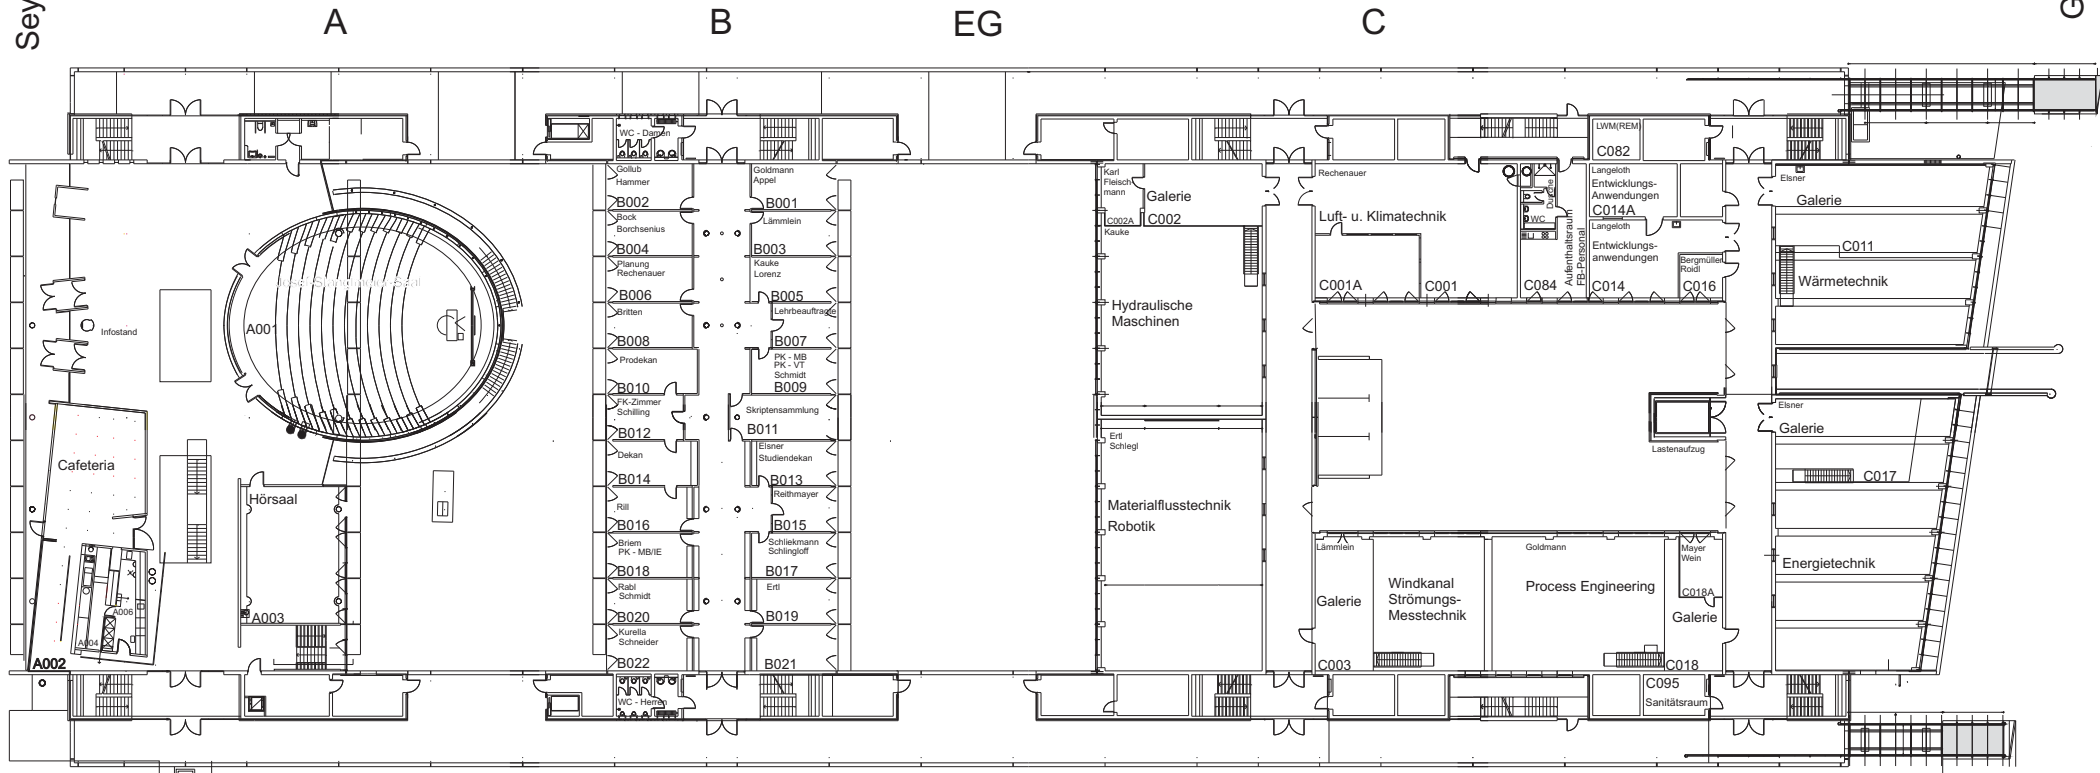 Sey
A
B
EG
C
G
WC - Damen
Gollub
Hammer
B002
Bock
Borchsenius
B004
Planung
Rechenauer
B006
Britten
B008
Prodekan
B010
FK-Zimmer
Schilling
B012
Dekan
B014
Rill
B016
Briem
PK - MB/IE
B018
Rabl
Schmidt
B020
Kurella
Schneider
B022
WC - Herren
Goldmann
Appel
B001
Lämmlein
B003
Kauke
Lorenz
B005
Lehrbeauftragte
B007
PK - MB
PK - VT
Schmidt
B009
Skriptensammlung
B011
Elsner
Studiendekan
B013
Reithmayer
B015
Schliekmann
Schlingloff
B017
Ertl
B019
B021
A001
Infostand
Cafeteria
Hörsaal
A003
A006
A004
A002
Karl
Fleisch-
mann
C002A
Galerie
C002
Kauke
Hydraulische
Maschinen
Ertl
Schlegl
Materialflusstechnik
Robotik
Rechenauer
Luft- u. Klimatechnik
C001A
C001
Dusche
WC
C084
Aufenthaltsraum
FB-Personal
LWM(REM)
C082
Langeloth
Entwicklungs-
Anwendungen
C014A
Langeloth
Entwicklungs-
anwendungen
C014
Bergmüller
Roidl
C016
Elsner
Galerie
C011
Wärmetechnik
Elsner
Galerie
C017
Energietechnik
Lastenaufzug
Lämmlein
Galerie
C003
Windkanal
Strömungs-
Messtechnik
Goldmann
Process Engineering
Mayer
Wein
C018A
Galerie
C018
C095
Sanitätsraum